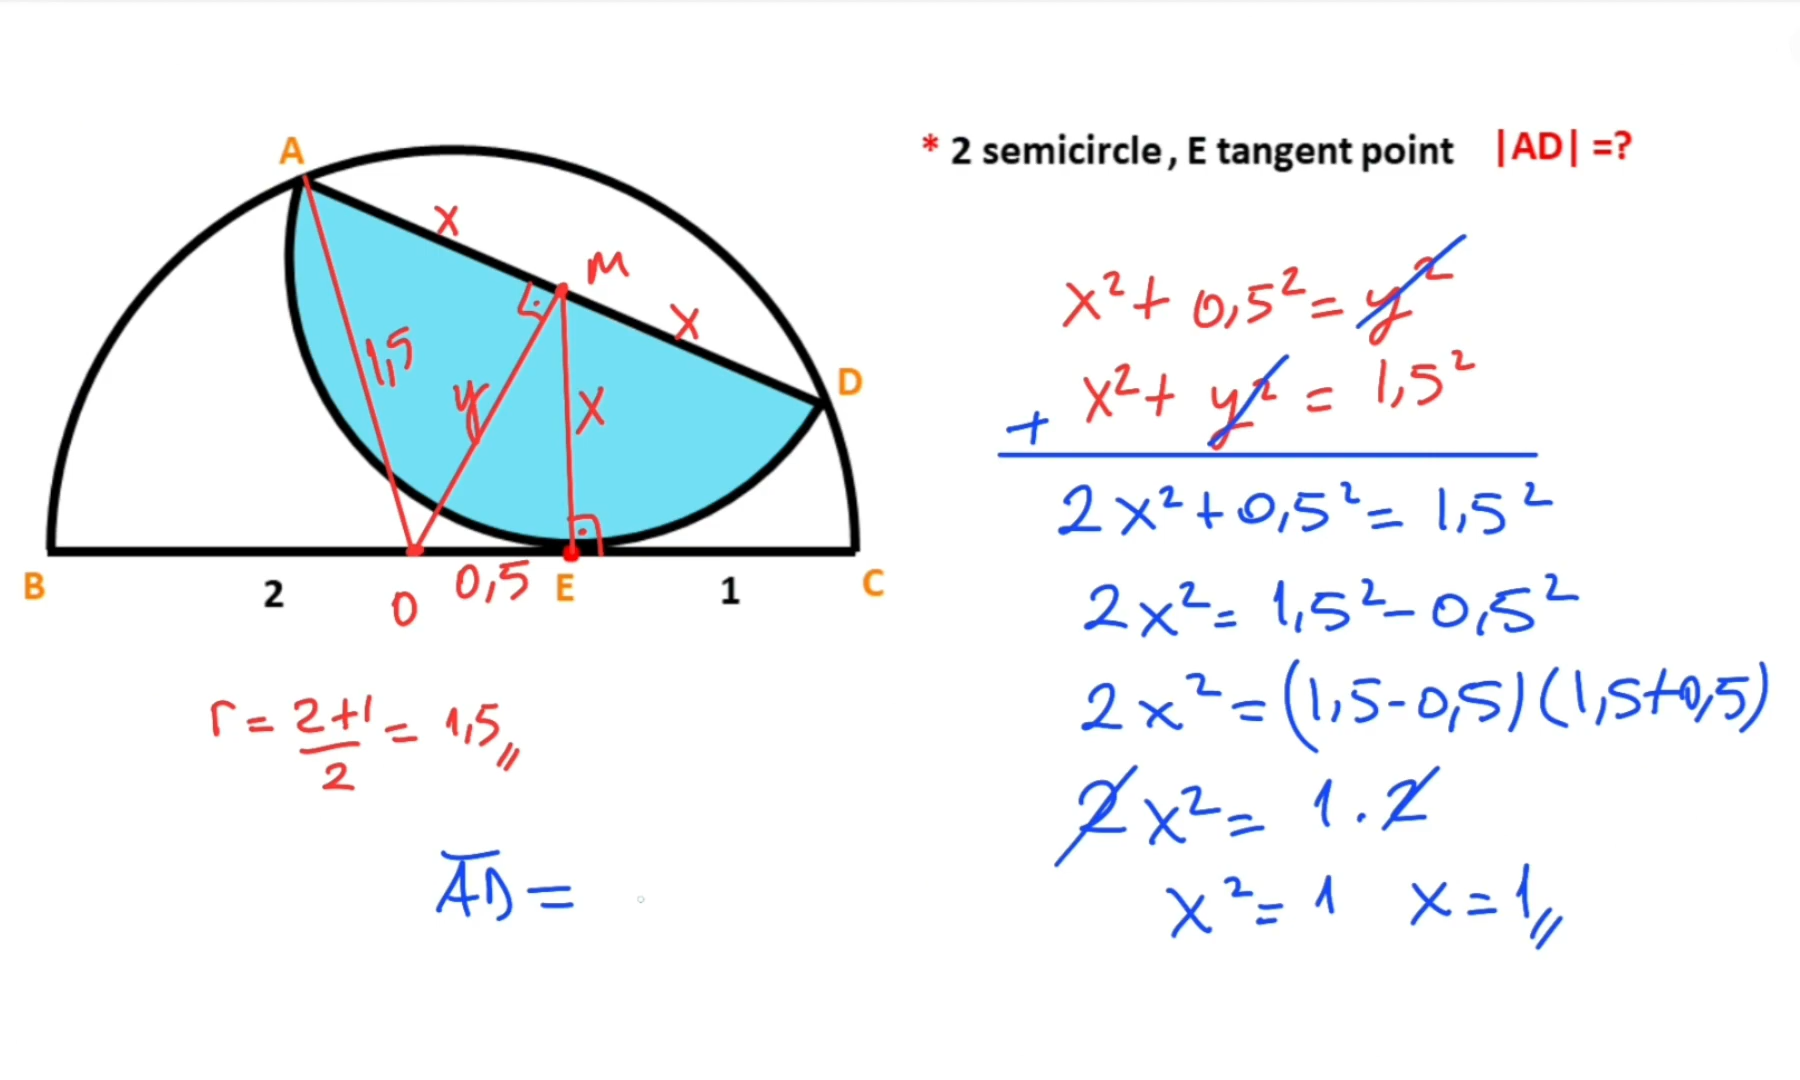 * 2 semicircle, E tangent point |AD| =?
A
x
M
x
D
1,5
y
x
B
2
O
0,5
E
1
C
r = 2+1/2 = 1,5
x² + 0,5² = y²
x² + y² = 1,5²
+
2x² + 0,5² = 1,5²
2x² = 1,5² - 0,5²
2x² = (1,5-0,5)(1,5+0,5)
2x² = 1.2
x² = 1 x = 1
AD =